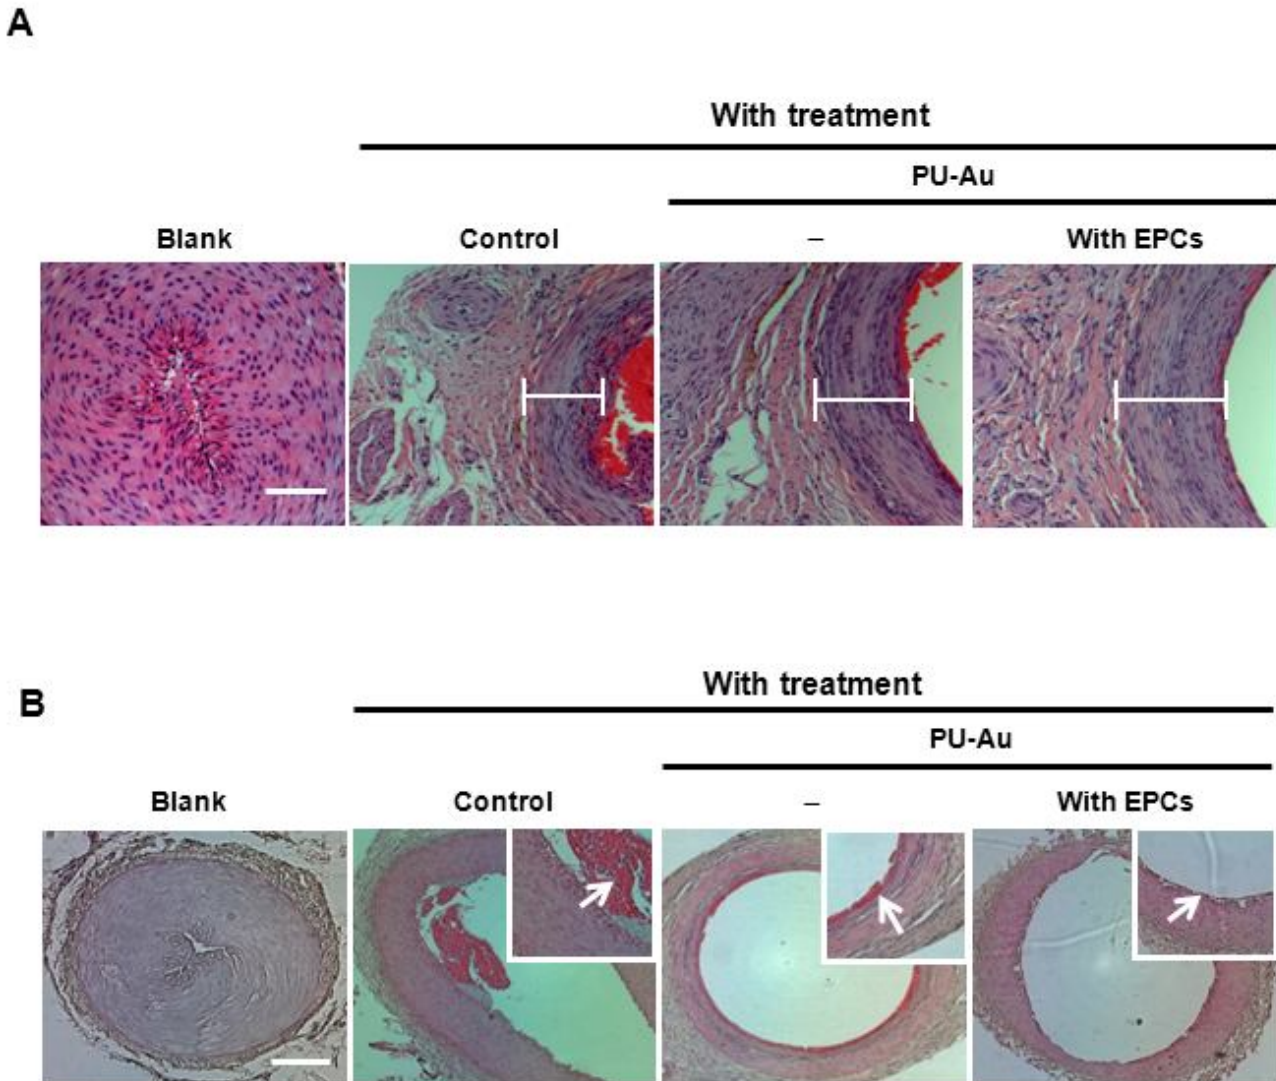 A
With treatment
PU-Au
Blank
Control
–
With EPCs
B
With treatment
PU-Au
Blank
Control
–
With EPCs